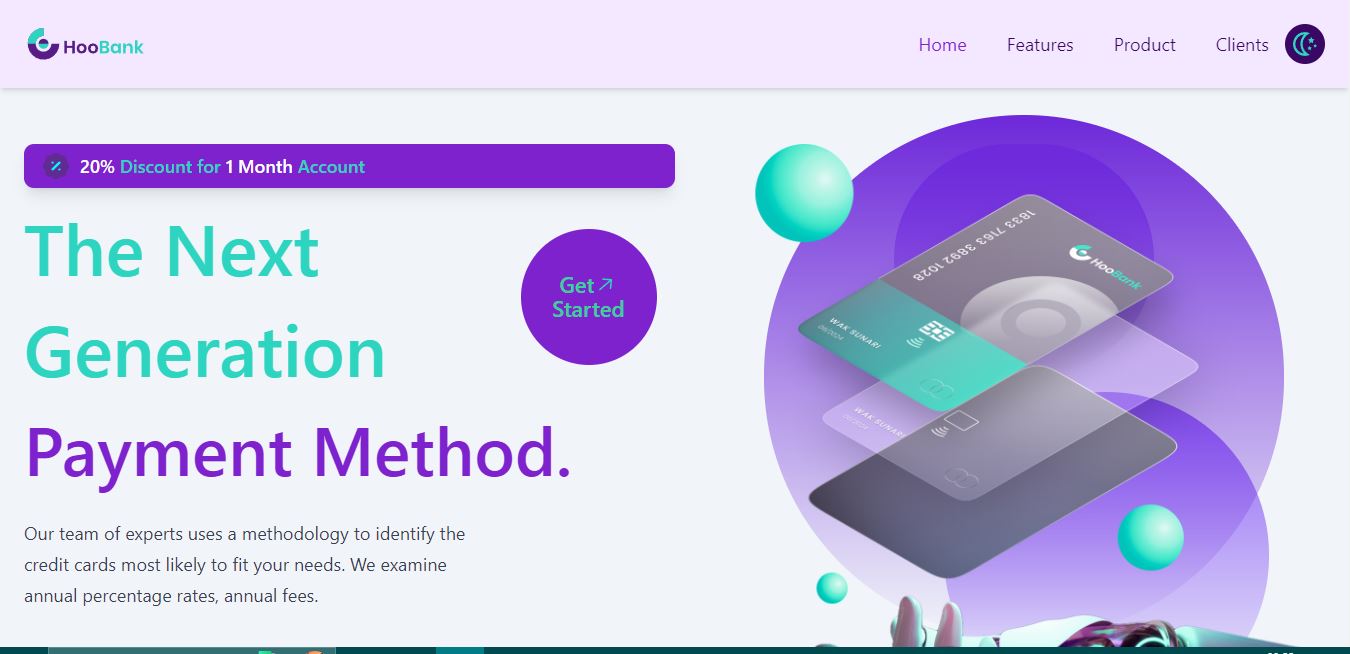 HooBank
Home
Features
Product
Clients
20% Discount for 1 Month Account
The Next
Generation
Payment Method.
Get
Started
Our team of experts uses a methodology to identify the
credit cards most likely to fit your needs. We examine
annual percentage rates, annual fees.
1833 7163 3892 1028
HooBank
WAK SUNARI
09/2024
WAK SUNARI